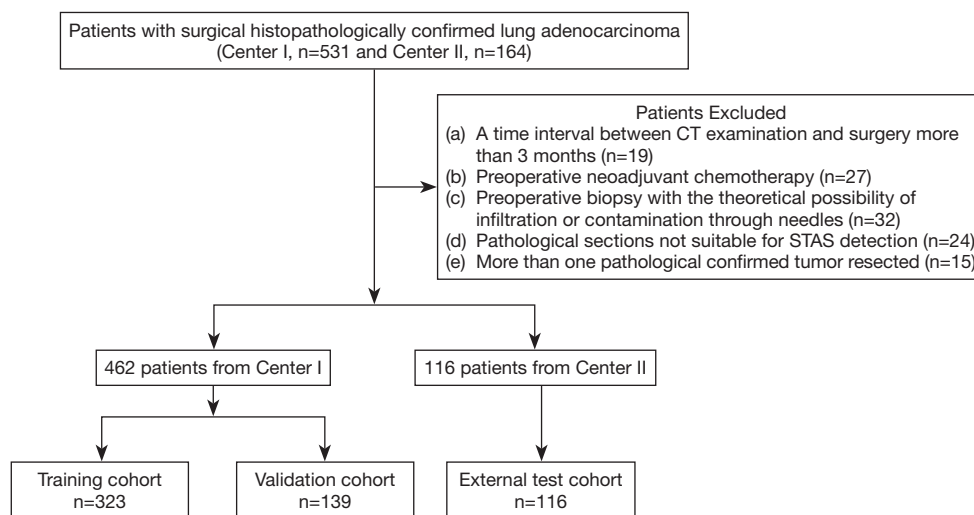 Patients with surgical histopathologically confirmed lung adenocarcinoma
(Center I, n=531 and Center II, n=164)
Patients Excluded
(a) A time interval between CT examination and surgery more
than 3 months (n=19)
(b) Preoperative neoadjuvant chemotherapy (n=27)
(c) Preoperative biopsy with the theoretical possibility of
infiltration or contamination through needles (n=32)
(d) Pathological sections not suitable for STAS detection (n=24)
(e) More than one pathological confirmed tumor resected (n=15)
462 patients from Center I
116 patients from Center II
Training cohort
n=323
Validation cohort
n=139
External test cohort
n=116